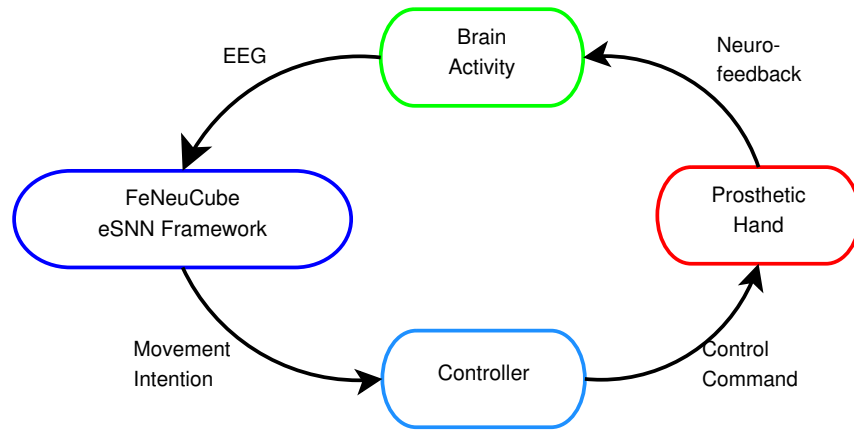 Brain
Activity
EEG
Neuro-
feedback
FeNeuCube
eSNN Framework
Prosthetic
Hand
Movement
Intention
Controller
Control
Command